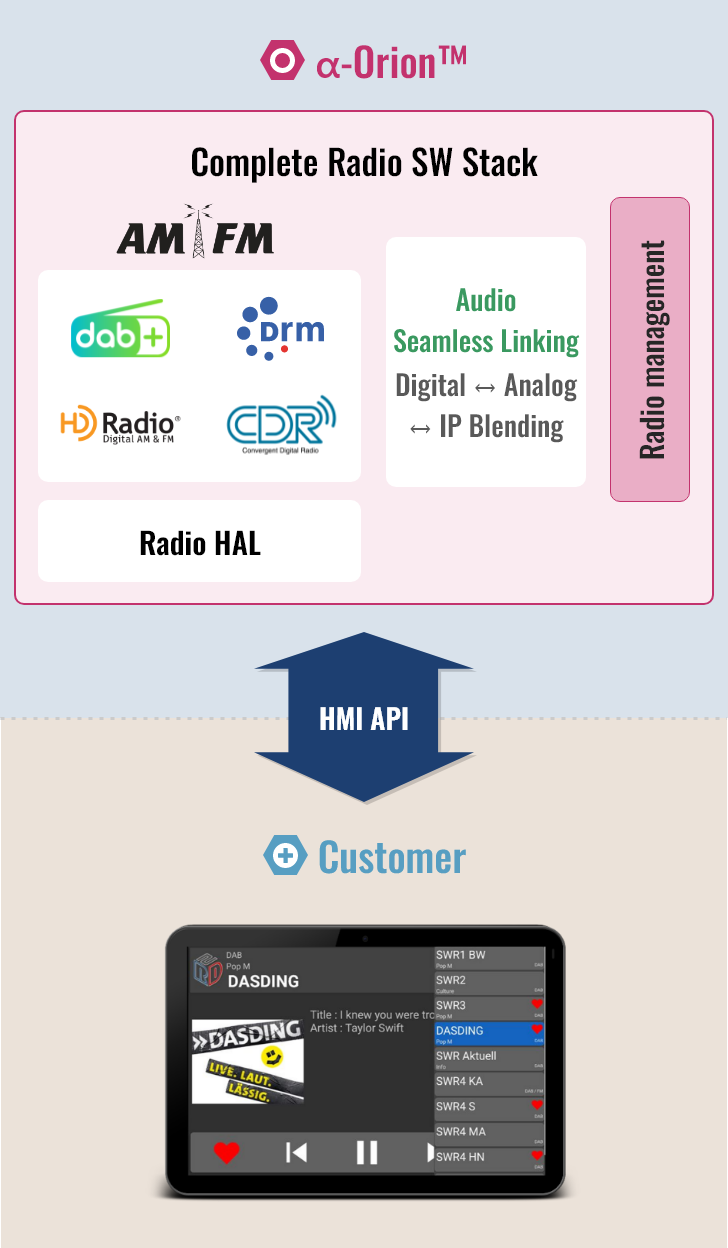 α-Orion™
Complete Radio SW Stack
AM FM
dab+
Drm
HD Radio®
Digital AM & FM
CDR
Convergent Digital Radio
Radio HAL
Audio
Seamless Linking
Digital ↔ Analog
↔ IP Blending
Radio management
HMI API
Customer
DAB
Pop M
DASDING
Title : I knew you were tro
Artist : Taylor Swift
»DASDING
LIVE. LAUT.
LÄSSIG.
SWR1 BW
Pop M
DAB
SWR2
Culture
DAB
SWR3
Pop M
DAB
DASDING
Pop M
DAB
SWR Aktuell
Info
DAB
SWR4 KA
DAB / FM
SWR4 S
DAB
SWR4 MA
DAB
SWR4 HN
DAB